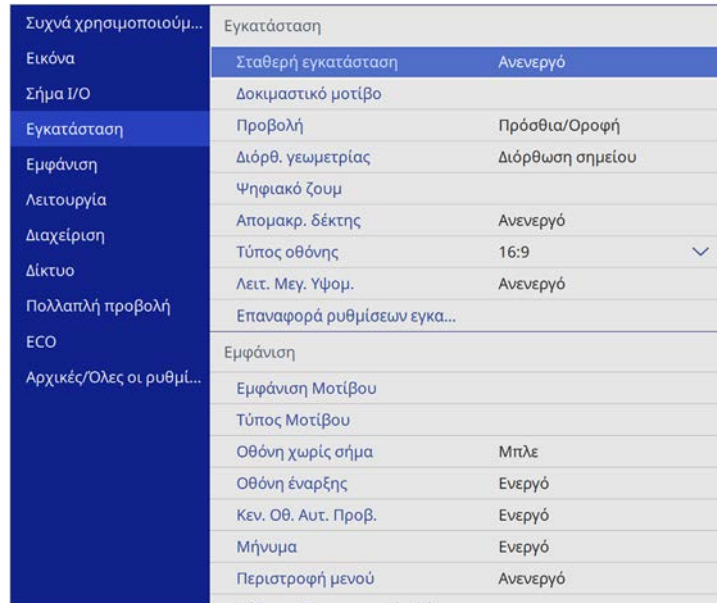 Συχνά χρησιμοποιούμ...
Εικόνα
Σήμα I/O
Εγκατάσταση
Εμφάνιση
Λειτουργία
Διαχείριση
Δίκτυο
Πολλαπλή προβολή
ECO
Αρχικές/Όλες οι ρυθμί...
Εγκατάσταση
Σταθερή εγκατάσταση Ανενεργό
Δοκιμαστικό μοτίβο
Προβολή Πρόσθια/Οροφή
Διόρθ. γεωμετρίας Διόρθωση σημείου
Ψηφιακό ζουμ
Απομακρ. δέκτης Ανενεργό
Τύπος οθόνης 16:9
Λειτ. Μεγ. Υψομ. Ανενεργό
Επαναφορά ρυθμίσεων εγκα...
Εμφάνιση
Εμφάνιση Μοτίβου
Τύπος Μοτίβου
Οθόνη χωρίς σήμα Μπλε
Οθόνη έναρξης Ενεργό
Κεν. Οθ. Αυτ. Προβ. Ενεργό
Μήνυμα Ενεργό
Περιστροφή μενού Ανενεργό